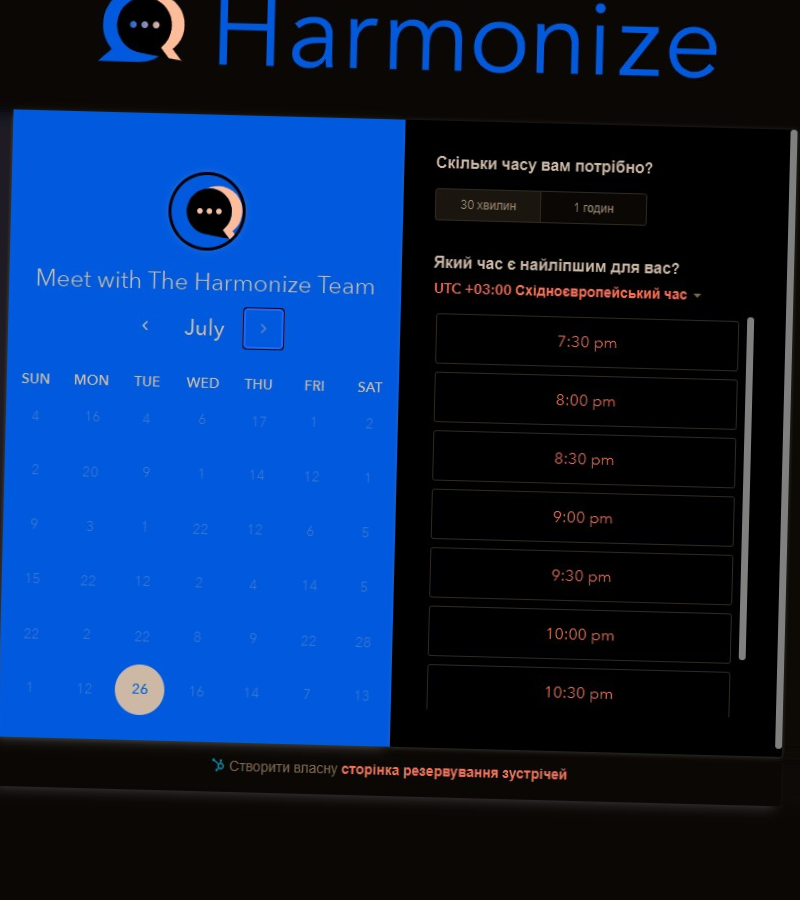 Harmonize
Meet with The Harmonize Team
July
SUN MON TUE WED THU FRI SAT
4 16 4 6 17 1 2
2 20 9 1 14 12 1
9 3 1 22 12 6 5
15 22 12 2 4 14 5
22 2 22 8 9 22 28
1 12 26 16 14 7 13
Скільки часу вам потрібно?
30 хвилин 1 годин
Який час є найліпшим для вас?
UTC +03:00 Східноєвропейський час
7:30 pm
8:00 pm
8:30 pm
9:00 pm
9:30 pm
10:00 pm
10:30 pm
Створити власну сторінка резервування зустрічей